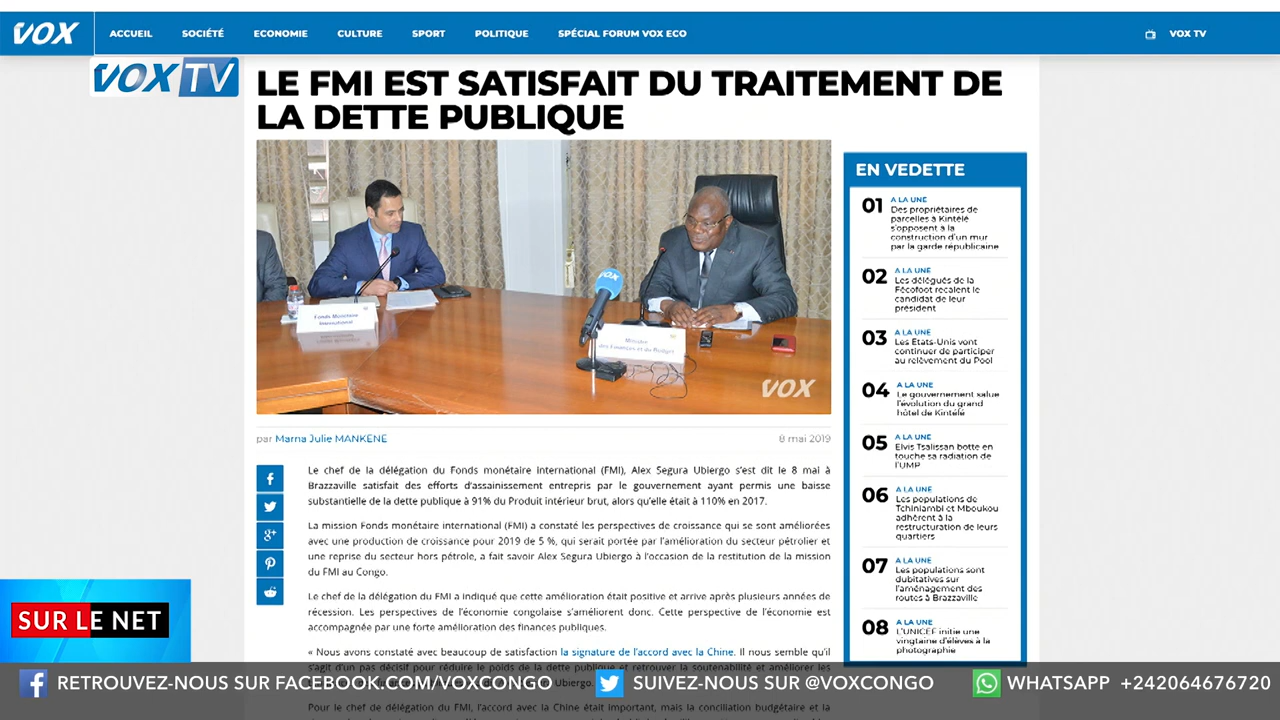 VOX
ACCUEIL SOCIÉTÉ ECONOMIE CULTURE SPORT POLITIQUE SPÉCIAL FORUM VOX ECO VOX TV
VOX TV
LE FMI EST SATISFAIT DU TRAITEMENT DE
LA DETTE PUBLIQUE
Fonds Monétaire
International
VOX
Ministre
des Finances et du Budget
VOX
par Marna Julie MANKENE 8 mai 2019
Le chef de la délégation du Fonds monétaire international (FMI), Alex Segura Ubiergo s'est dit le 8 mai à
Brazzaville satisfait des efforts d'assainissement entrepris par le gouvernement ayant permis une baisse
substantielle de la dette publique à 91% du Produit intérieur brut, alors qu'elle était à 110% en 2017.
La mission Fonds monétaire international (FMI) a constaté les perspectives de croissance qui se sont améliorées
avec une production de croissance pour 2019 de 5 %, qui serait portée par l'amélioration du secteur pétrolier et
une reprise du secteur hors pétrole, a fait savoir Alex Segura Ubiergo à l'occasion de la restitution de la mission
du FMI au Congo.
Le chef de la délégation du FMI a indiqué que cette amélioration était positive et arrive après plusieurs années de
récession. Les perspectives de l'économie congolaise s'améliorent donc. Cette perspective de l'économie est
accompagnée par une forte amélioration des finances publiques.
« Nous avons constaté avec beaucoup de satisfaction la signature de l'accord avec la Chine. Il nous semble qu'il
s'agit d'un pas décisif pour réduire le poids de la dette publique et retrouver la soutenabilité et améliorer les
Ubiergo.
Pour le chef de délégation du FMI, l'accord avec la Chine était important, mais la conciliation budgétaire et la
EN VEDETTE
01 A LA UNE
Des propriétaires de
parcelles à Kintélé
s'opposent à la
construction d'un mur
par la garde républicaine
02 A LA UNE
Les délégués de la
Fécofoot recalent le
candidat de leur
président
03 A LA UNE
Les États-Unis vont
continuer de participer
au relèvement du Pool
04 A LA UNE
Le gouvernement salue
l'évolution du grand
hôtel de Kintélé
05 A LA UNE
Elvis Tsalissan botte en
touche sa radiation de
l'UMP
06 A LA UNE
Les populations de
Tchiniambi et Mboukou
adhèrent à la
restructuration de leurs
quartiers
07 A LA UNE
Les populations sont
dubitatives sur
l'aménagement des
routes à Brazzaville
08 A LA UNE
L'UNICEF initie une
vingtaine d'élèves à la
photographie
SUR LE NET
RETROUVEZ-NOUS SUR FACEBOOK.COM/VOXCONGO SUIVEZ-NOUS SUR @VOXCONGO WHATSAPP +242064676720